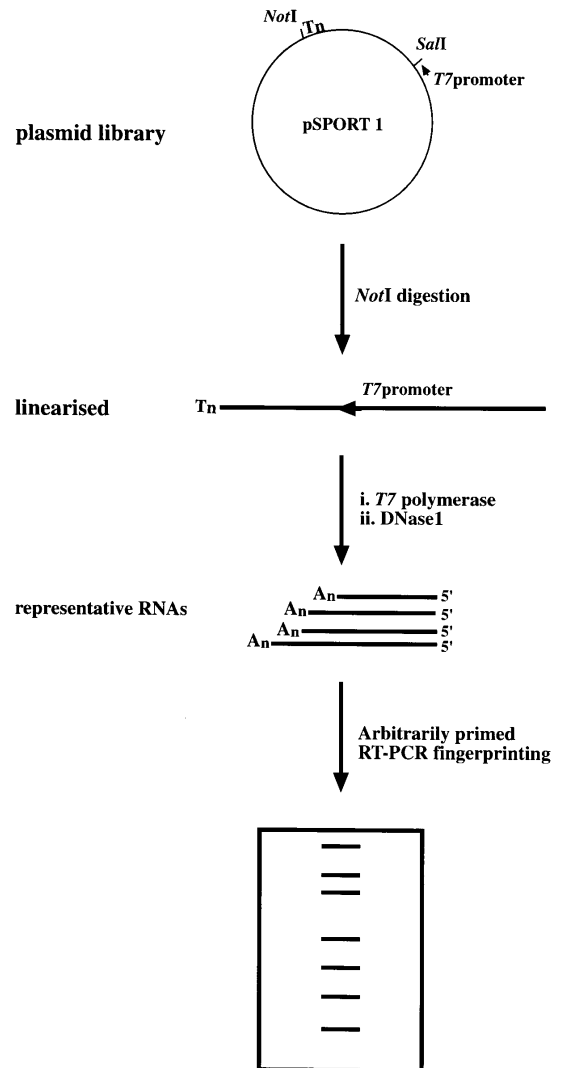 NotI
Tn
SalI
T7promoter
pSPORT 1
plasmid library
NotI digestion
T7promoter
linearised
Tn
i. T7 polymerase
ii. DNase1
representative RNAs
An 5'
An 5'
An 5'
An 5'
Arbitrarily primed
RT-PCR fingerprinting